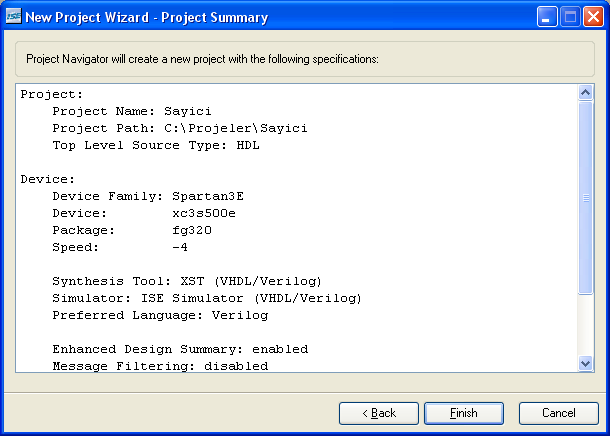 ISE New Project Wizard - Project Summary
Project Navigator will create a new project with the following specifications:
Project:
Project Name: Sayici
Project Path: C:\Projeler\Sayici
Top Level Source Type: HDL
Device:
Device Family: Spartan3E
Device: xc3s500e
Package: fg320
Speed: -4
Synthesis Tool: XST (VHDL/Verilog)
Simulator: ISE Simulator (VHDL/Verilog)
Preferred Language: Verilog
Enhanced Design Summary: enabled
Message Filtering: disabled
< Back Finish Cancel